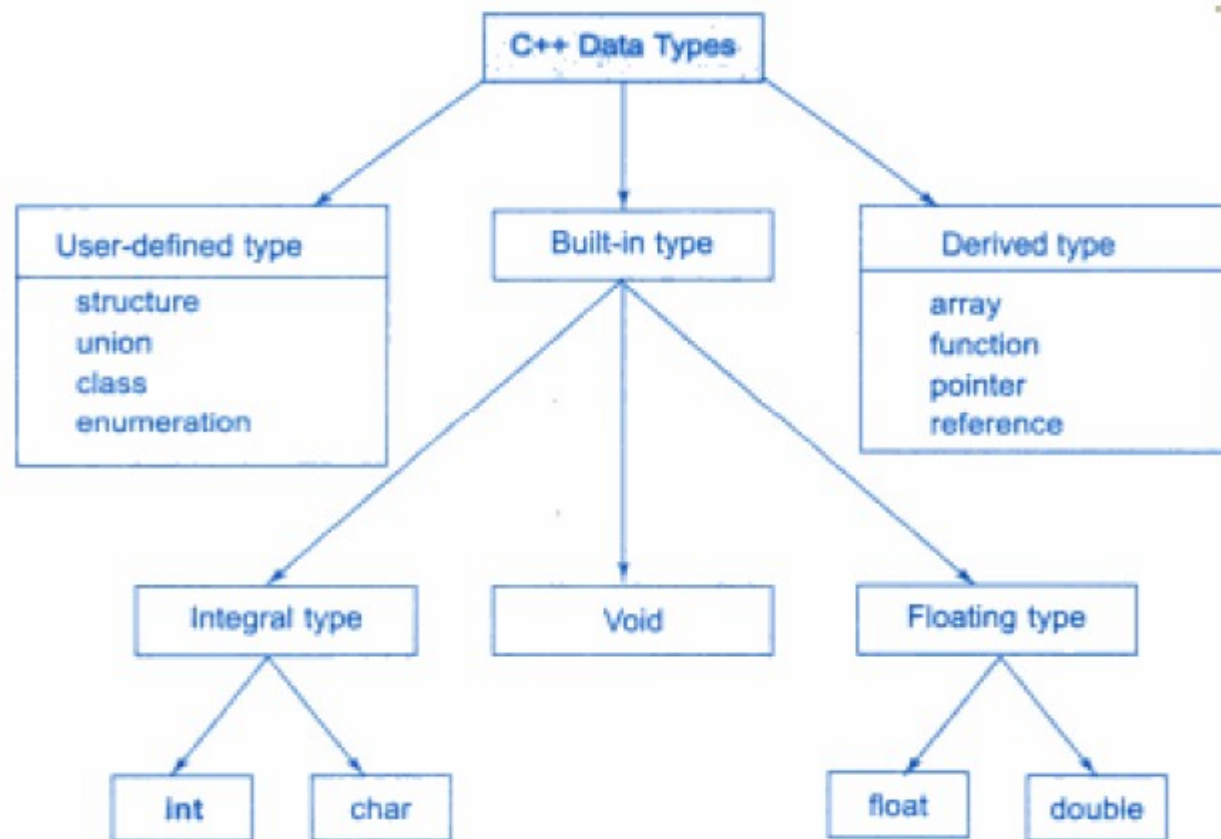 C++ Data Types
User-defined type
structure
union
class
enumeration
Built-in type
Derived type
array
function
pointer
reference
Integral type
Void
Floating type
int
char
float
double